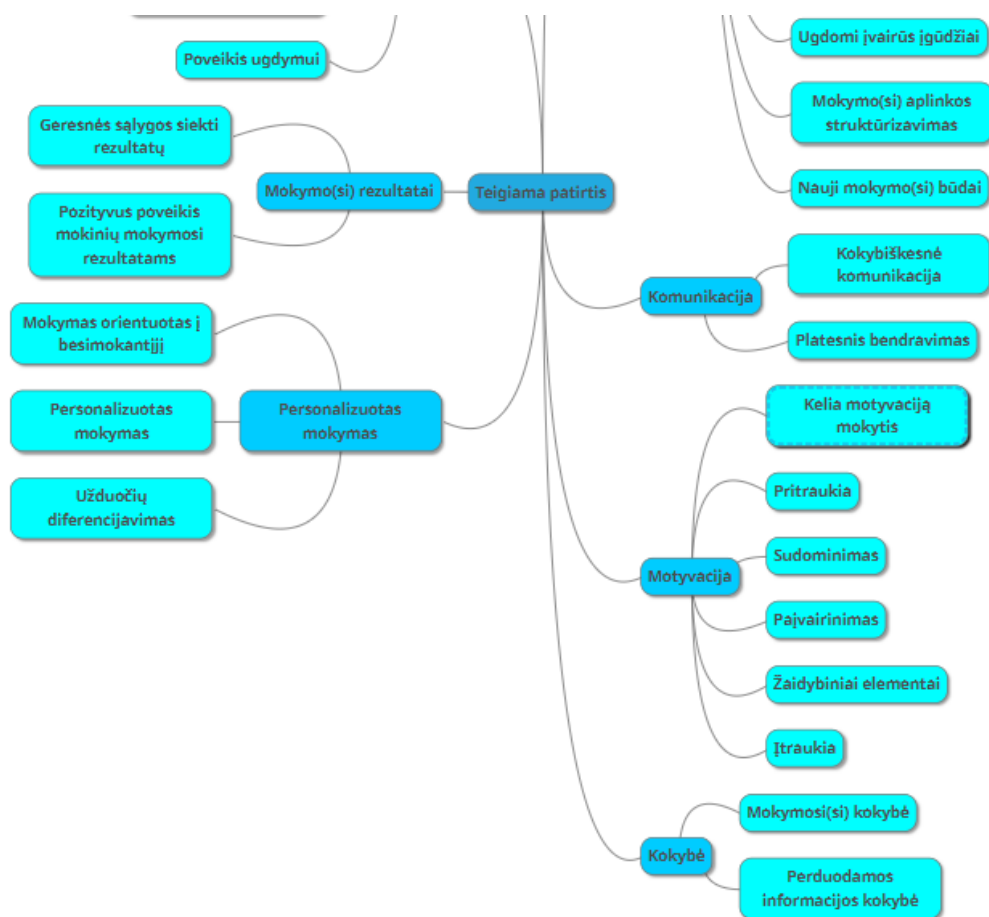 Poveikis ugdymui
Geresnės sąlygos siekti
rezultatų
Mokymo(si) rezultatai
Pozityvus poveikis
mokinių mokymosi
rezultatams
Teigiama patirtis
Mokymas orientuotas į
besimokantįjį
Personalizuotas
mokymas
Personalizuotas
mokymas
Užduočių
diferencijavimas
Ugdomi įvairūs įgūdžiai
Mokymo(si) aplinkos
struktūrizavimas
Nauji mokymo(si) būdai
Kokybiškesnė
komunikacija
Komunikacija
Platesnis bendravimas
Kelia motyvaciją
mokytis
Pritraukia
Sudominimas
Motyvacija
Paįvairinimas
Žaidybiniai elementai
Įtraukia
Mokymosi(si) kokybė
Kokybė
Perduodamos
informacijos kokybė